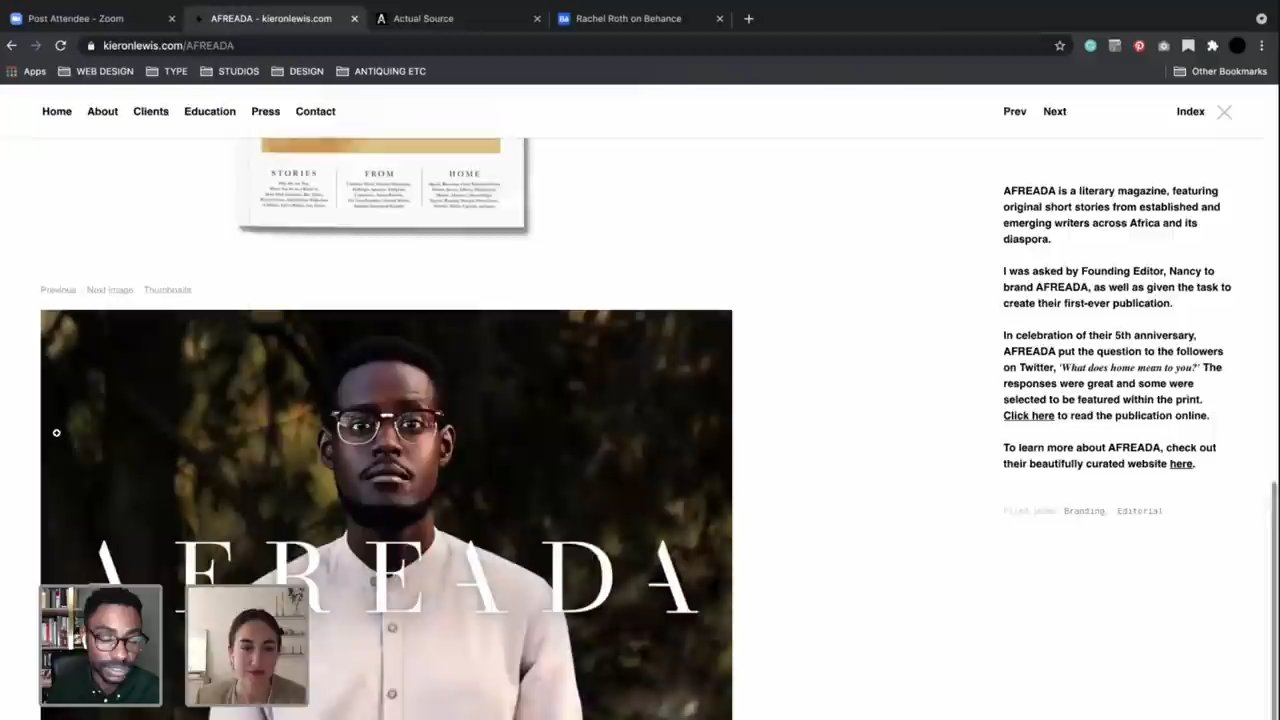 Post Attendee - Zoom
AFREADA - kieronlewis.com
Actual Source
Rachel Roth on Behance
kieronlewis.com/AFREADA
Apps
WEB DESIGN
TYPE
STUDIOS
DESIGN
ANTIQUING ETC
Other Bookmarks
Home
About
Clients
Education
Press
Contact
Prev
Next
Index
STORIES
FROM
HOME
Previous
Next Image
Thumbnails
AFREADA
AFREADA is a literary magazine, featuring
original short stories from established and
emerging writers across Africa and its
diaspora.
I was asked by Founding Editor, Nancy to
brand AFREADA, as well as given the task to
create their first-ever publication.
In celebration of their 5th anniversary,
AFREADA put the question to the followers
on Twitter, 'What does home mean to you?' The
responses were great and some were
selected to be featured within the print.
Click here to read the publication online.
To learn more about AFREADA, check out
their beautifully curated website here.
Filed under Branding, Editorial